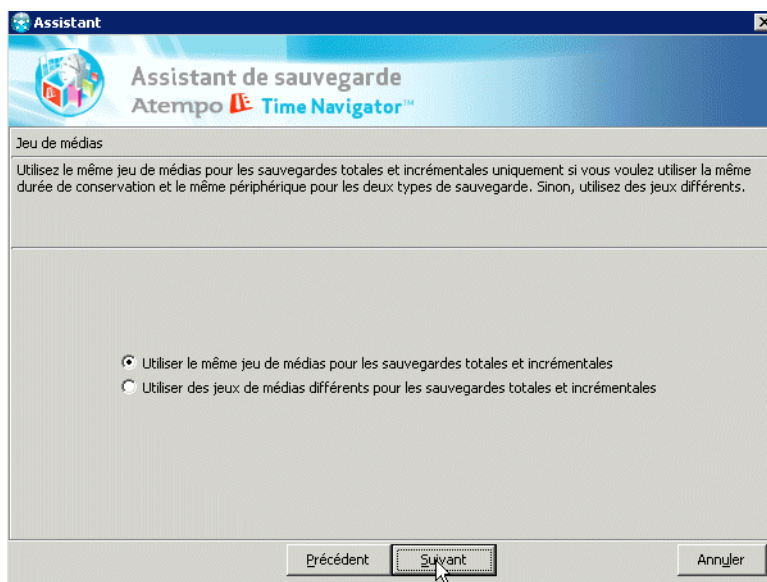 Assistant
Assistant de sauvegarde
Atempo Time Navigator™
Jeu de médias
Utilisez le même jeu de médias pour les sauvegardes totales et incrémentales uniquement si vous voulez utiliser la même
durée de conservation et le même périphérique pour les deux types de sauvegarde. Sinon, utilisez des jeux différents.
Utiliser le même jeu de médias pour les sauvegardes totales et incrémentales
Utiliser des jeux de médias différents pour les sauvegardes totales et incrémentales
Précédent Suivant Annuler